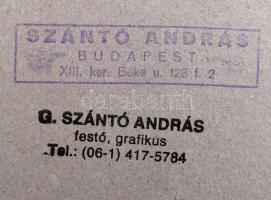 SZÁNTÓ ANDRÁS
BUDAPEST
XIII. ker. Béke u. 128 f. 2
darabanth
G. SZÁNTÓ ANDRÁS
festő, grafikus
Tel.: (06-1) 417-5784